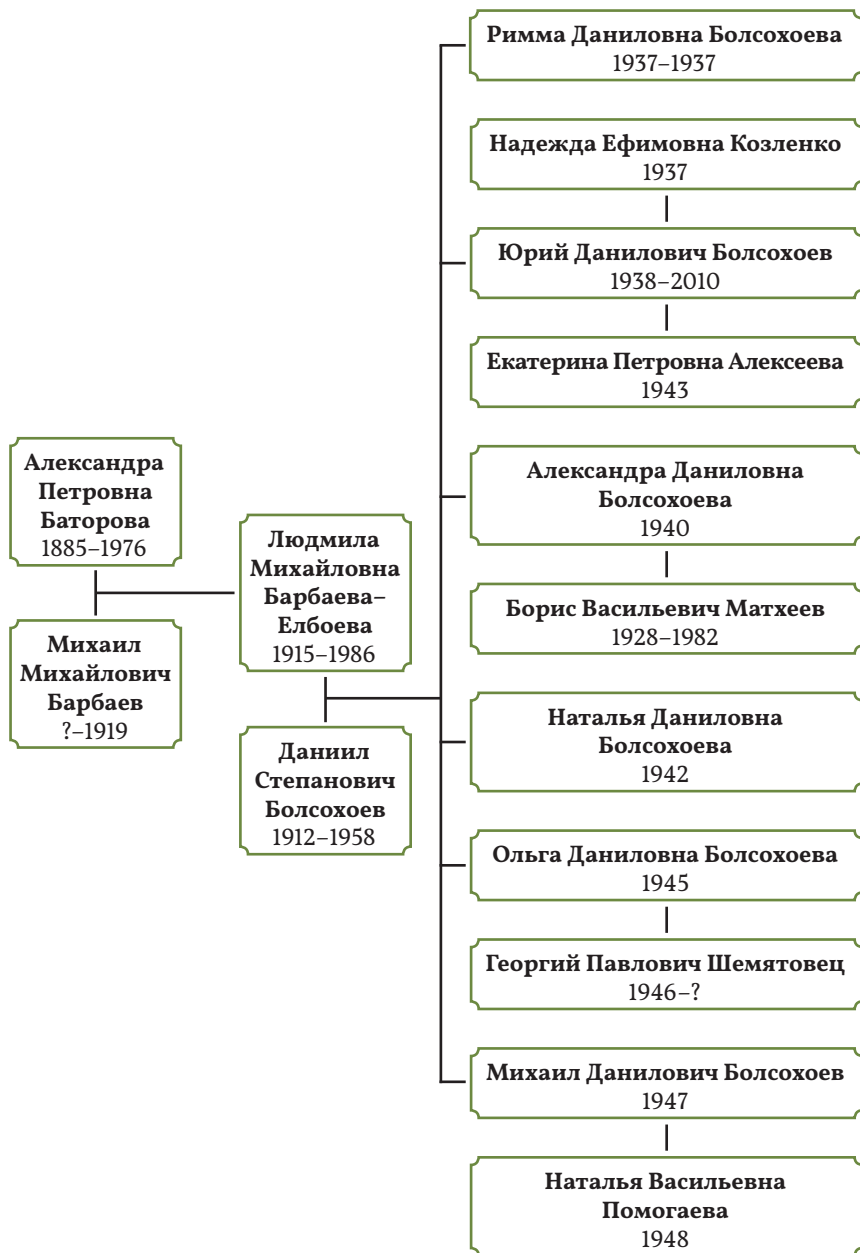 Римма Даниловна Болсохоева
1937–1937
Надежда Ефимовна Козленко
1937
Юрий Данилович Болсохоев
1938–2010
Екатерина Петровна Алексеева
1943
Александра
Петровна
Баторова
1885–1976
Михаил
Михайлович
Барбаев
?–1919
Людмила
Михайловна
Барбаева–
Елбоева
1915–1986
Даниил
Степанович
Болсохоев
1912–1958
Александра Даниловна
Болсохоева
1940
Борис Васильевич Матхеев
1928–1982
Наталья Даниловна
Болсохоева
1942
Ольга Даниловна Болсохоева
1945
Георгий Павлович Шемятовец
1946–?
Михаил Данилович Болсохоев
1947
Наталья Васильевна
Помогаева
1948